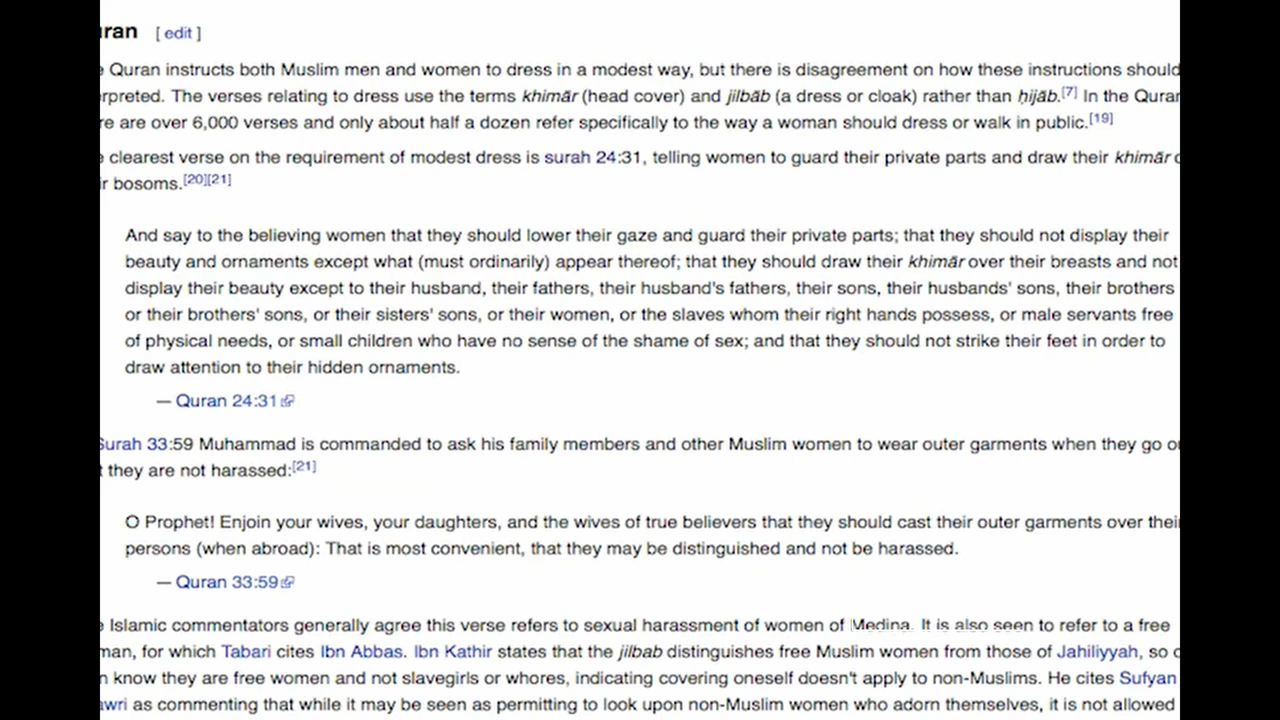 uran [ edit ]
e Quran instructs both Muslim men and women to dress in a modest way, but there is disagreement on how these instructions should
erpreted. The verses relating to dress use the terms khimār (head cover) and jilbāb (a dress or cloak) rather than ḥijāb.[7] In the Quran
re are over 6,000 verses and only about half a dozen refer specifically to the way a woman should dress or walk in public.[19]
e clearest verse on the requirement of modest dress is surah 24:31, telling women to guard their private parts and draw their khimār o
ir bosoms.[20][21]
And say to the believing women that they should lower their gaze and guard their private parts; that they should not display their
beauty and ornaments except what (must ordinarily) appear thereof; that they should draw their khimār over their breasts and not
display their beauty except to their husband, their fathers, their husband's fathers, their sons, their husbands' sons, their brothers
or their brothers' sons, or their sisters' sons, or their women, or the slaves whom their right hands possess, or male servants free
of physical needs, or small children who have no sense of the shame of sex; and that they should not strike their feet in order to
draw attention to their hidden ornaments.
— Quran 24:31
Surah 33:59 Muhammad is commanded to ask his family members and other Muslim women to wear outer garments when they go ou
t they are not harassed:[21]
O Prophet! Enjoin your wives, your daughters, and the wives of true believers that they should cast their outer garments over their
persons (when abroad): That is most convenient, that they may be distinguished and not be harassed.
— Quran 33:59
e Islamic commentators generally agree this verse refers to sexual harassment of women of Medina. It is also seen to refer to a free
man, for which Tabari cites Ibn Abbas. Ibn Kathir states that the jilbab distinguishes free Muslim women from those of Jahiliyyah, so o
n know they are free women and not slavegirls or whores, indicating covering oneself doesn't apply to non-Muslims. He cites Sufyan
awri as commenting that while it may be seen as permitting to look upon non-Muslim women who adorn themselves, it is not allowed